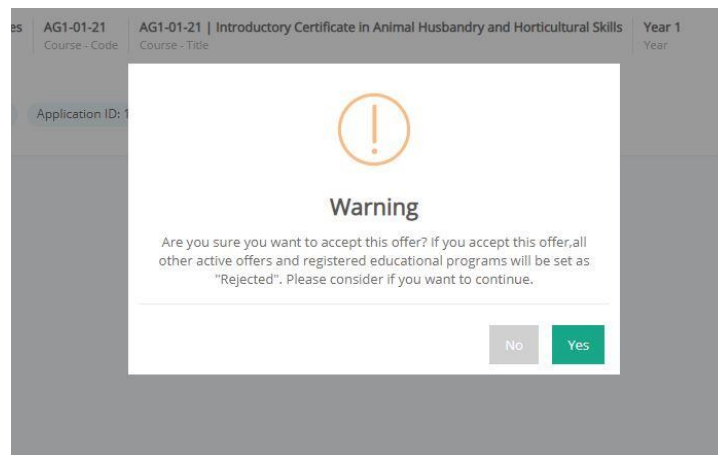 es AG1-01-21 AG1-01-21 | Introductory Certificate in Animal Husbandry and Horticultural Skills Year 1
Course - Code Course - Title Year
Application ID: 1
Warning
Are you sure you want to accept this offer? If you accept this offer,all
other active offers and registered educational programs will be set as
"Rejected". Please consider if you want to continue.
No Yes